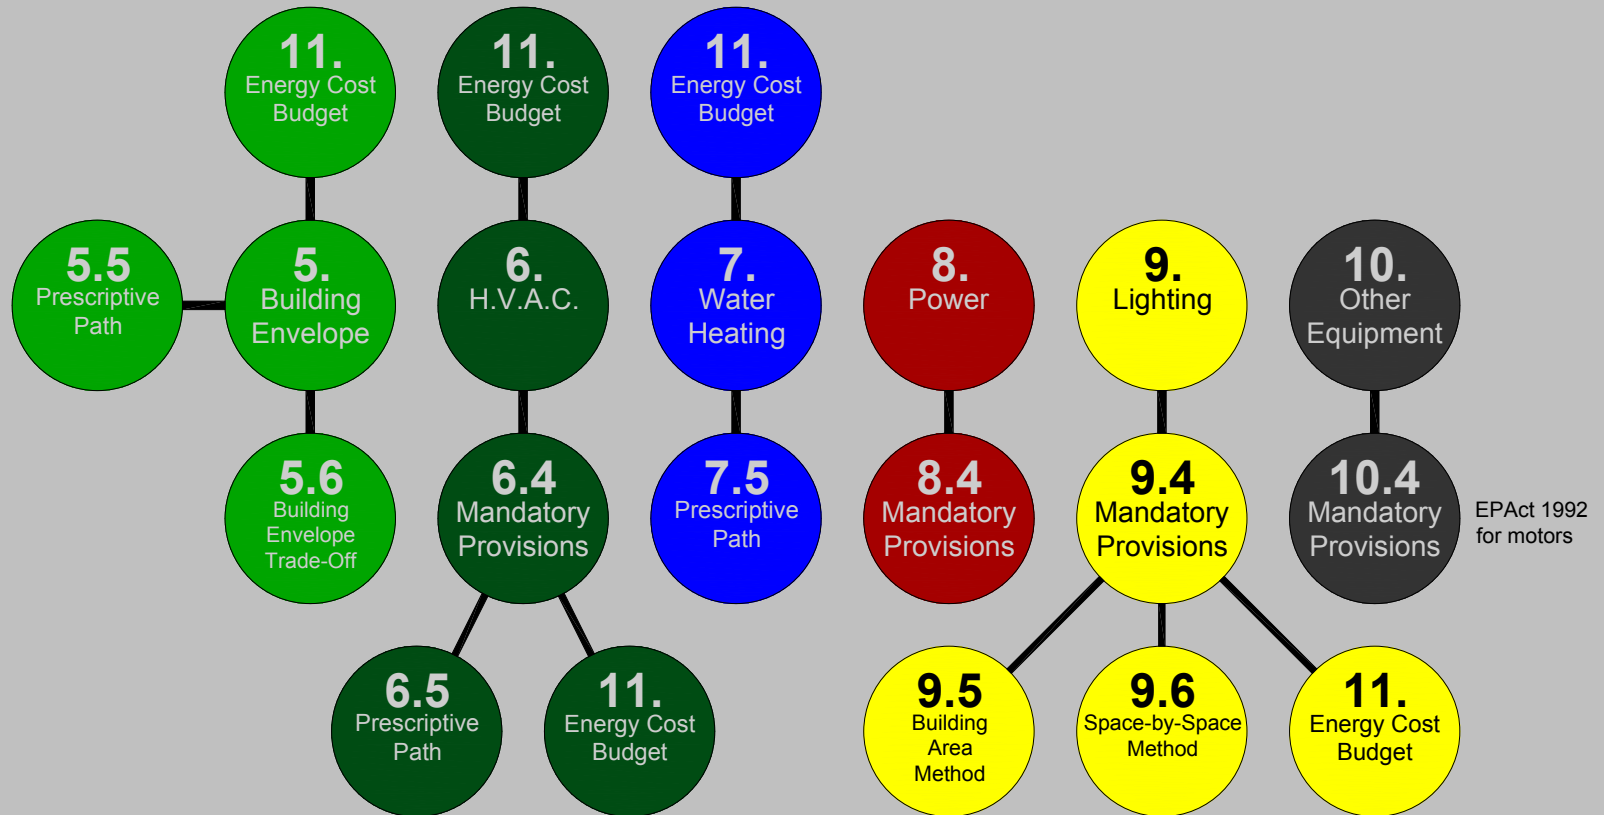 11.
Energy Cost
Budget
11.
Energy Cost
Budget
11.
Energy Cost
Budget
5.5
Prescriptive
Path
5.
Building
Envelope
6.
H.V.A.C.
7.
Water
Heating
8.
Power
9.
Lighting
10.
Other
Equipment
5.6
Building
Envelope
Trade-Off
6.4
Mandatory
Provisions
7.5
Prescriptive
Path
8.4
Mandatory
Provisions
9.4
Mandatory
Provisions
10.4
Mandatory
Provisions
EPAct 1992
for motors
6.5
Prescriptive
Path
11.
Energy Cost
Budget
9.5
Building
Area
Method
9.6
Space-by-Space
Method
11.
Energy Cost
Budget